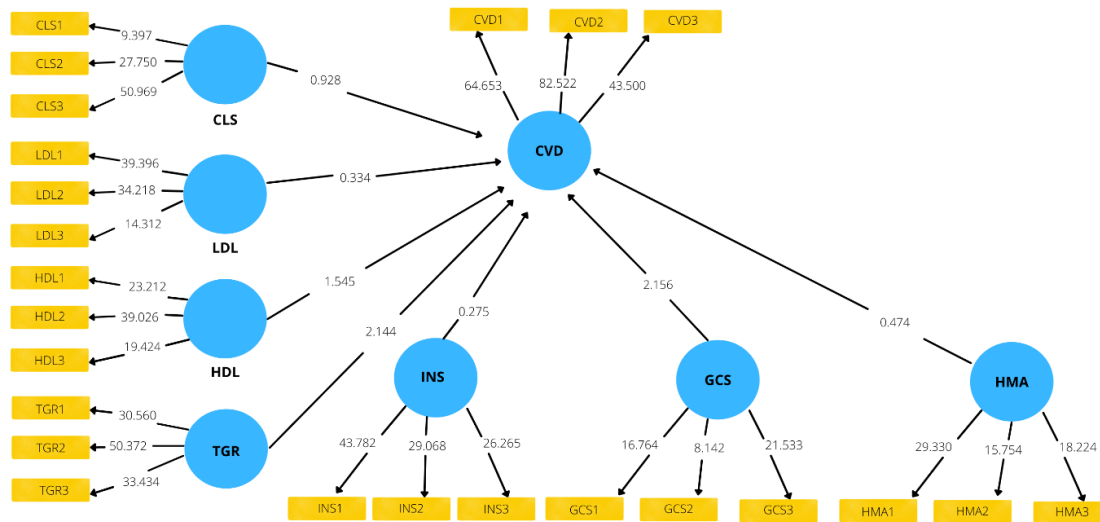 CVD1
CVD2
CVD3
CLS1
9.397
CLS2
27.750
CLS3
50.969
CLS
0.928
64.653
82.522
43.500
CVD
LDL1
39.396
LDL2
34.218
LDL3
14.312
LDL
0.334
HDL1
23.212
HDL2
39.026
HDL3
19.424
HDL
1.545
TGR1
30.560
TGR2
50.372
TGR3
33.434
TGR
2.144
0.275
INS
43.782
29.068
26.265
INS1
INS2
INS3
2.156
GCS
16.764
8.142
21.533
GCS1
GCS2
GCS3
0.474
HMA
29.330
15.754
18.224
HMA1
HMA2
HMA3